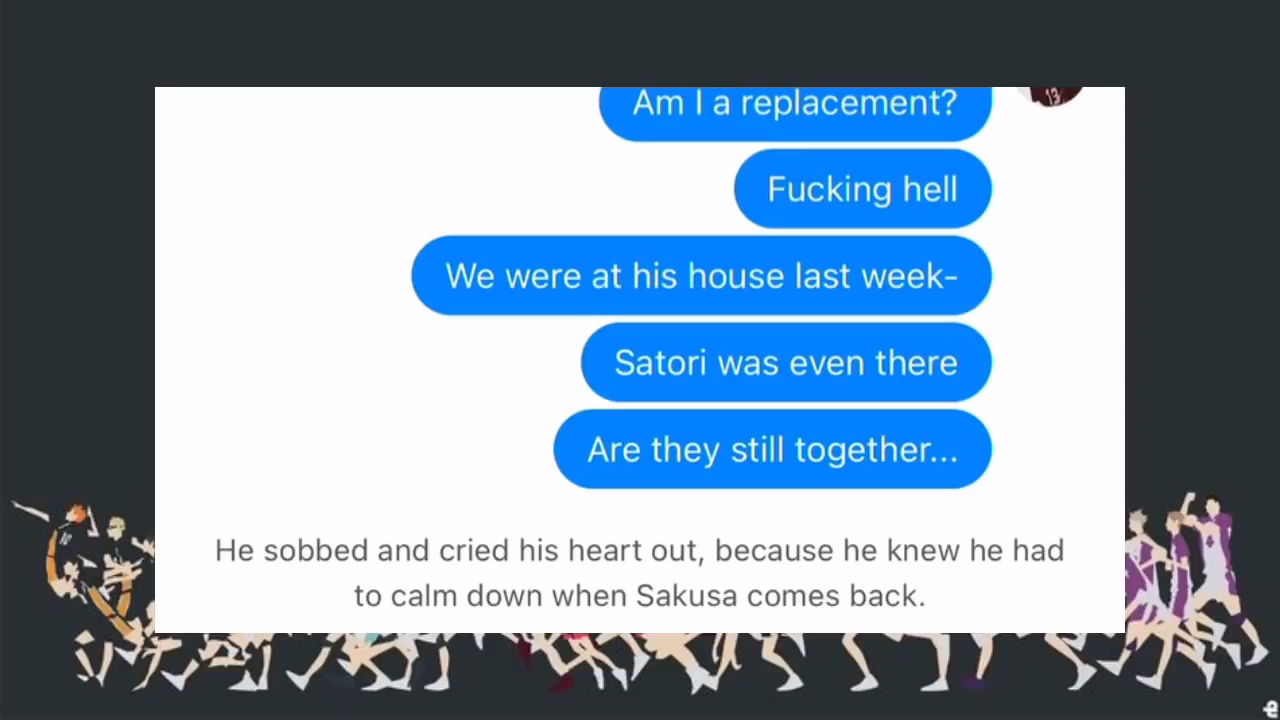 Am I a replacement?
Fucking hell
We were at his house last week-
Satori was even there
Are they still together...
He sobbed and cried his heart out, because he knew he had
to calm down when Sakusa comes back.
13